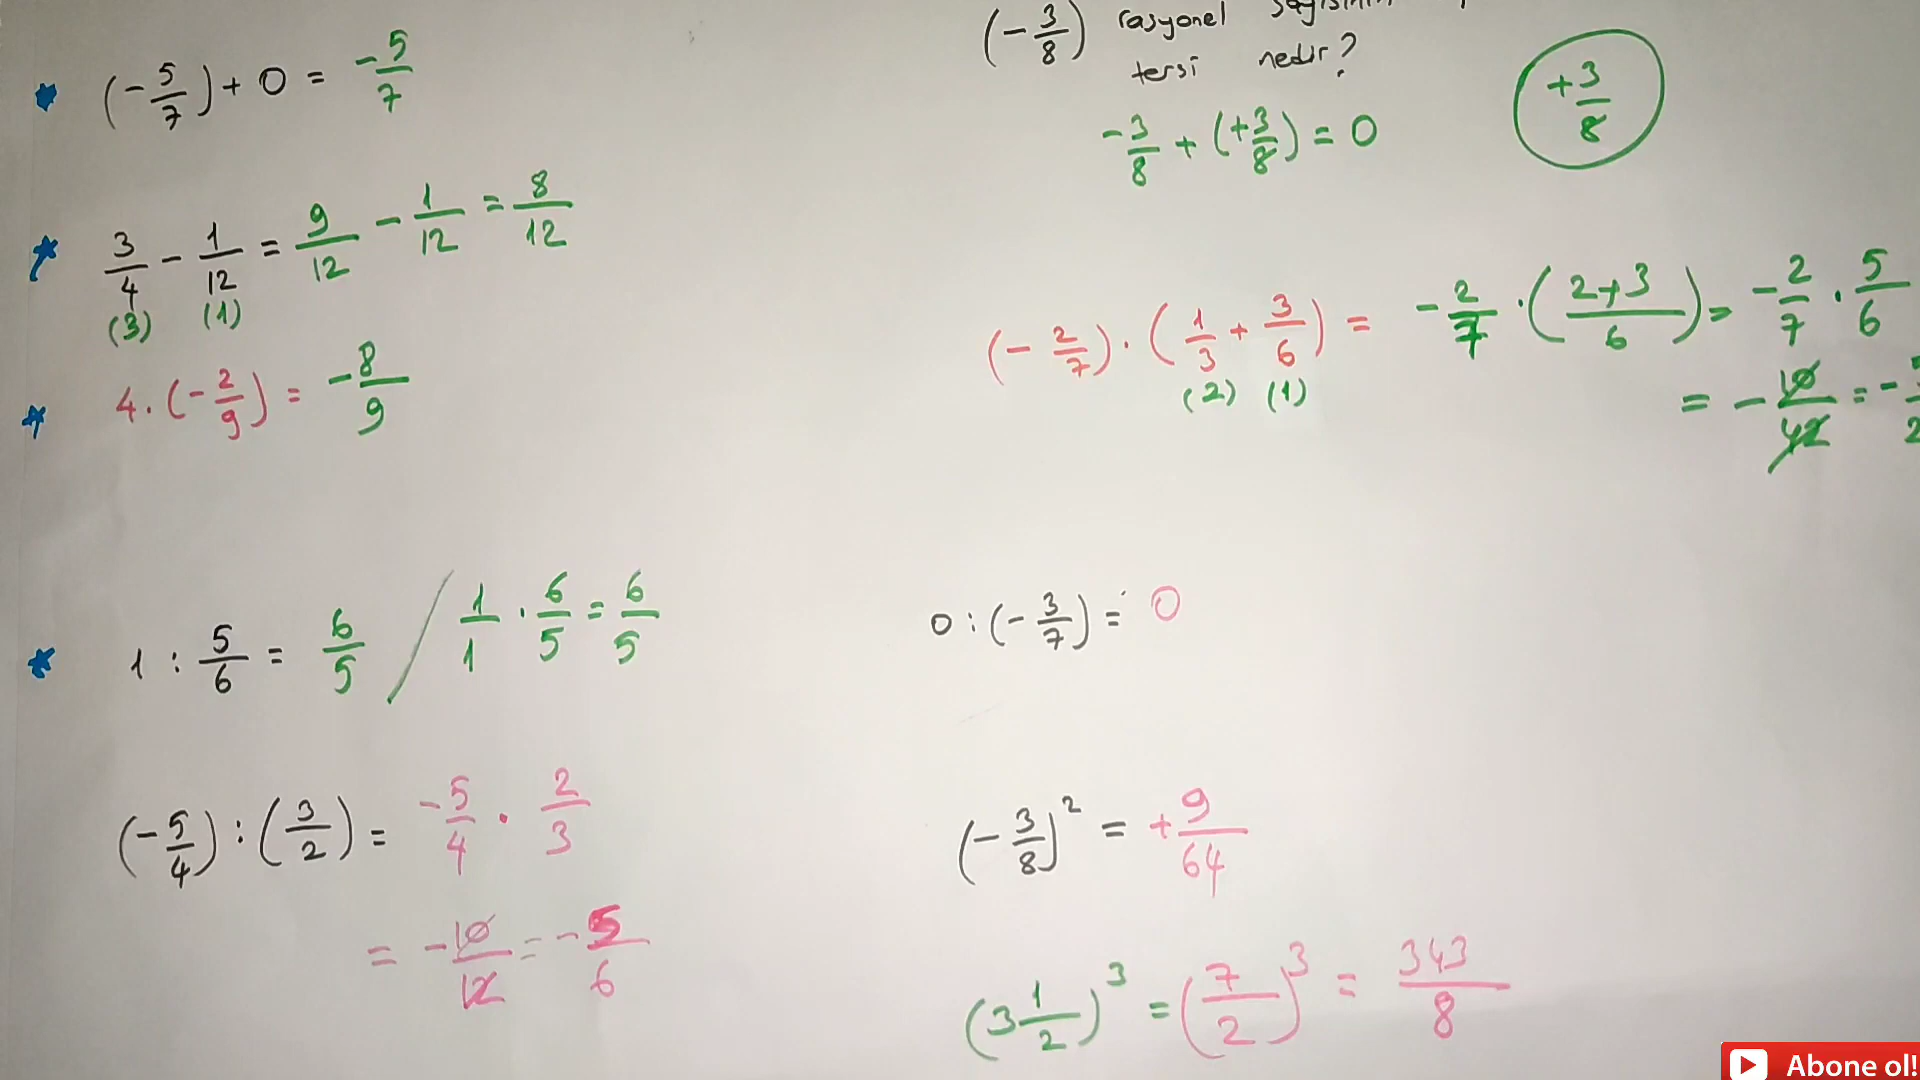 (-5/7) + 0 = -5/7
3/4 - 1/12 = 9/12 - 1/12 = 8/12
(3) (1)
4 . (-2/9) = -8/9
1 : 5/6 = 6/5 / 1/1 . 6/5 = 6/5
(-5/4) : (3/2) = -5/4 . 2/3
= -10/12 = -5/6
(-3/8) rasyonel
tersi nedir?
-3/8 + (+3/8) = 0
+3/8
(-2/7) . (1/3 + 3/6) = -2/7 . (2+3/6) = -2/7 . 5/6
(2) (1)
= -10/42 = -
0 : (-3/7) = 0
(-3/8)² = +9/64
(3 1/2)³ = (7/2)³ = 343/8
Abone ol!